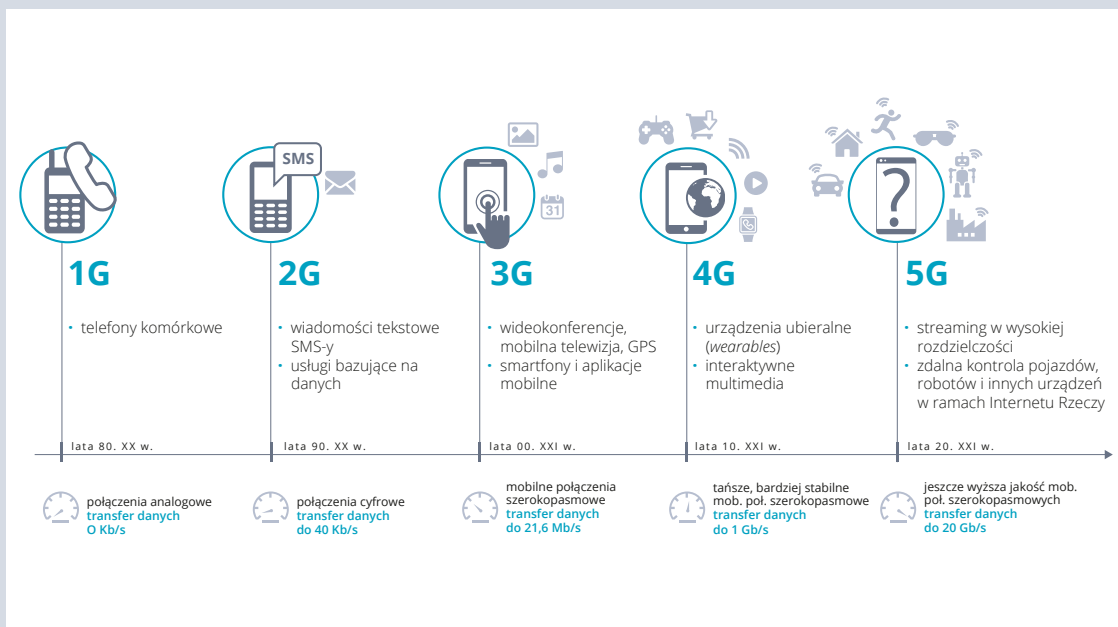 SMS
31
1G
2G
3G
4G
5G
• telefony komórkowe
• wiadomości tekstowe
SMS-y
• usługi bazujące na
danych
• wideokonferencje,
mobilna telewizja, GPS
• smartfony i aplikacje
mobilne
• urządzenia ubieralne
(wearables)
• interaktywne
multimedia
• streaming w wysokiej
rozdzielczości
• zdalna kontrola pojazdów,
robotów i innych urządzeń
w ramach Internetu Rzeczy
lata 80. XX w.
lata 90. XX w.
lata 00. XXI w.
lata 10. XXI w.
lata 20. XXI w.
połączenia analogowe
transfer danych
O Kb/s
połączenia cyfrowe
transfer danych
do 40 Kb/s
mobilne połączenia
szerokopasmowe
transfer danych
do 21,6 Mb/s
tańsze, bardziej stabilne
mob. poł. szerokopasmowe
transfer danych
do 1 Gb/s
jeszcze wyższa jakość mob.
poł. szerokopasmowych
transfer danych
do 20 Gb/s